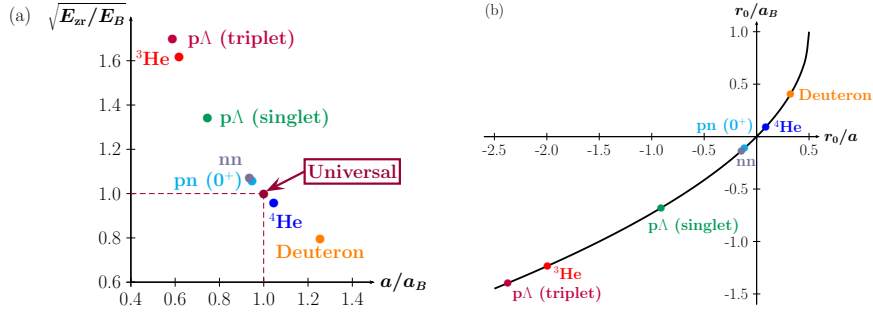 (a)
√E_zr/E_B
1.6
1.4
1.2
1.0
0.8
0.6
0.4 0.6 0.8 1.0 1.2 1.4
a/a_B
pΛ (triplet)
³He
pΛ (singlet)
nn
pn (0⁺)
Universal
⁴He
Deuteron
(b)
r₀/a_B
1.0
0.5
-0.5
-1.0
-1.5
-2.5 -2.0 -1.5 -1.0 -0.5 0.5
r₀/a
Deuteron
pn (0⁺)
⁴He
nn
pΛ (singlet)
³He
pΛ (triplet)